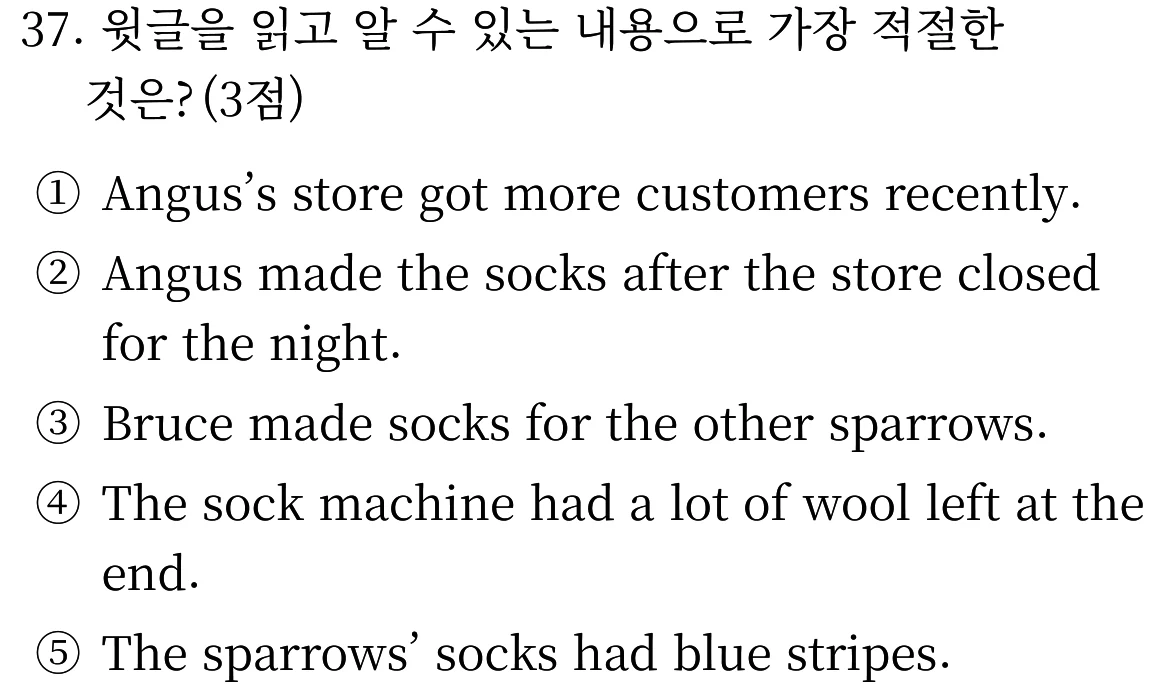 37. 윗글을 읽고 알 수 있는 내용으로 가장 적절한
것은?(3점)
① Angus’s store got more customers recently.
② Angus made the socks after the store closed
for the night.
③ Bruce made socks for the other sparrows.
④ The sock machine had a lot of wool left at the
end.
⑤ The sparrows’ socks had blue stripes.